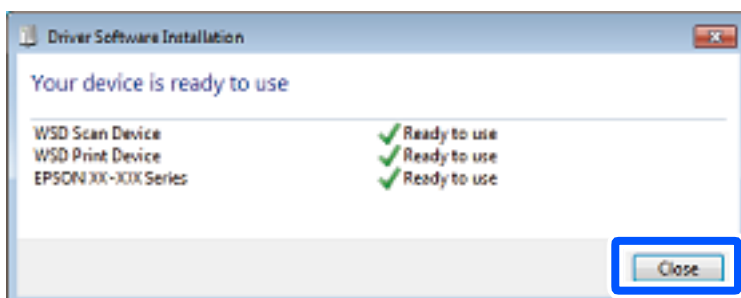 Driver Software Installation
Your device is ready to use
WSD Scan Device Ready to use
WSD Print Device Ready to use
EPSON XX-XXX Series Ready to use
Close